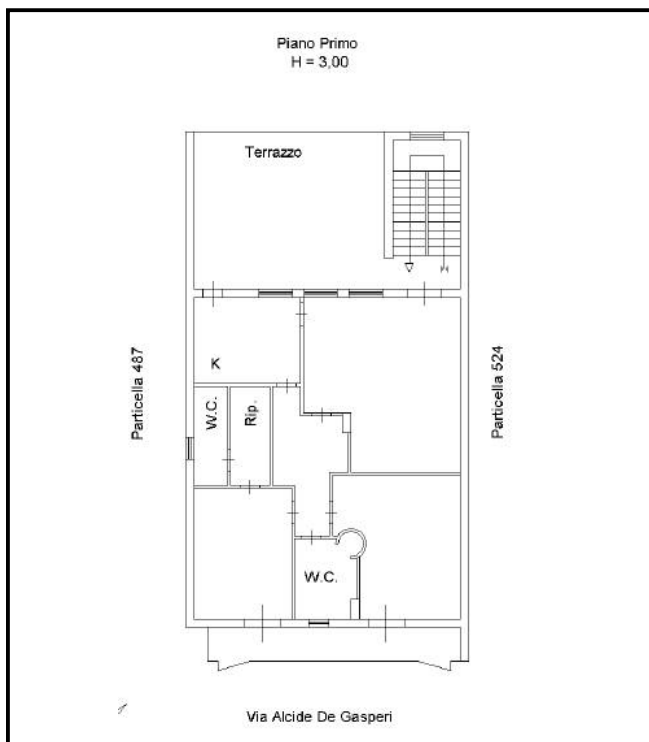 Piano Primo
H = 3,00
Terrazzo
Particella 487
Particella 524
K
W.C.
Rip.
W.C.
Via Alcide De Gasperi